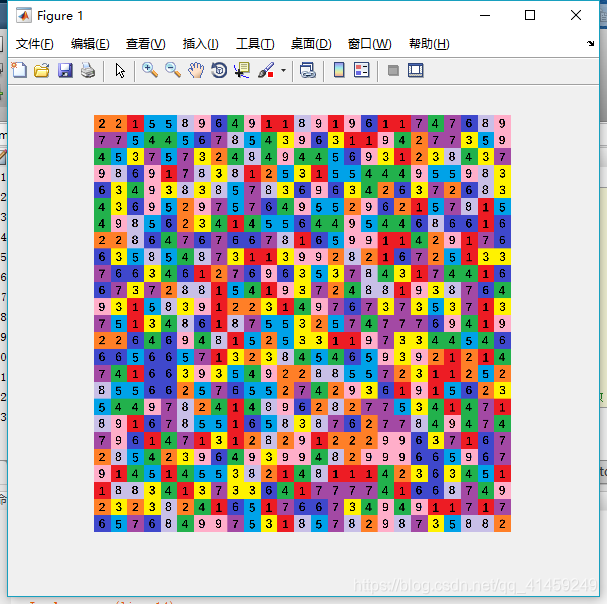 Figure 1
文件(F) 编辑(E) 查看(V) 插入(I) 工具(T) 桌面(D) 窗口(W) 帮助(H)
2 2 1 5 5 8 9 6 4 9 1 1 8 9 1 9 6 1 1 7 4 7 6 8 9
7 7 5 4 4 5 6 7 8 5 4 3 9 6 3 1 1 9 4 2 7 7 3 5 9
4 5 3 7 5 7 3 2 4 8 4 9 4 4 5 6 9 3 1 2 3 8 4 3 7
9 8 6 9 1 7 8 3 8 1 2 5 3 1 5 5 4 4 4 9 5 5 9 8 3
6 3 4 9 3 8 3 8 5 7 8 3 6 9 6 3 4 2 6 3 7 2 6 8 3
4 3 6 9 5 2 9 7 5 7 6 4 9 5 5 2 9 6 2 1 5 7 8 1 5
4 9 8 5 6 2 3 4 1 4 5 5 6 4 4 9 5 4 4 6 8 6 6 1 6
2 2 8 6 4 7 6 7 6 6 7 8 1 6 5 9 9 1 1 4 2 9 1 7 6
6 3 5 8 5 4 8 7 3 1 1 3 9 9 2 8 2 1 6 7 2 5 1 3 3
7 6 6 3 4 6 1 2 7 6 9 6 3 5 3 7 8 4 3 1 7 4 4 1 6
6 7 3 7 2 8 8 1 5 4 1 9 3 7 2 4 8 8 1 9 3 8 7 6 4
9 3 1 5 8 3 9 1 2 2 3 1 4 9 7 6 7 3 7 3 5 3 7 1 3
7 5 1 3 4 8 6 1 8 7 5 5 3 2 5 7 4 7 7 7 6 9 4 1 9
2 2 6 4 6 9 4 8 1 5 2 5 3 3 1 1 9 7 3 3 4 4 5 4 6
6 6 5 6 6 5 7 1 3 2 3 8 4 5 4 6 5 9 3 9 2 1 2 1 4
7 4 1 6 6 3 9 3 5 4 9 2 2 8 8 5 5 7 2 3 1 1 2 5 2
8 5 5 6 6 2 5 7 6 5 5 2 7 4 2 9 3 6 1 9 1 5 6 2 3
5 4 4 9 7 8 2 4 1 4 8 9 6 2 8 2 7 7 5 3 4 1 4 7 1
8 9 1 6 7 8 5 5 1 6 5 8 3 8 7 6 2 7 7 8 4 9 4 7 4
7 9 6 1 4 7 1 3 1 2 8 2 9 1 2 2 2 9 9 6 3 7 1 6 7
2 8 5 4 2 3 9 6 4 9 3 9 9 4 8 2 9 9 9 6 6 5 9 6 7
9 1 4 5 1 4 5 5 3 8 2 1 4 8 1 1 1 4 2 3 6 3 4 5 1
1 8 8 3 4 1 3 7 3 3 6 4 1 7 7 7 7 4 1 6 6 8 7 4 9
2 3 2 3 8 2 4 1 6 5 1 7 6 6 7 3 4 9 4 9 1 1 7 1 7
6 5 7 6 8 4 9 9 7 5 3 1 8 5 7 8 2 9 8 7 3 5 8 8 2
https://blog.csdn.net/qq_41459249